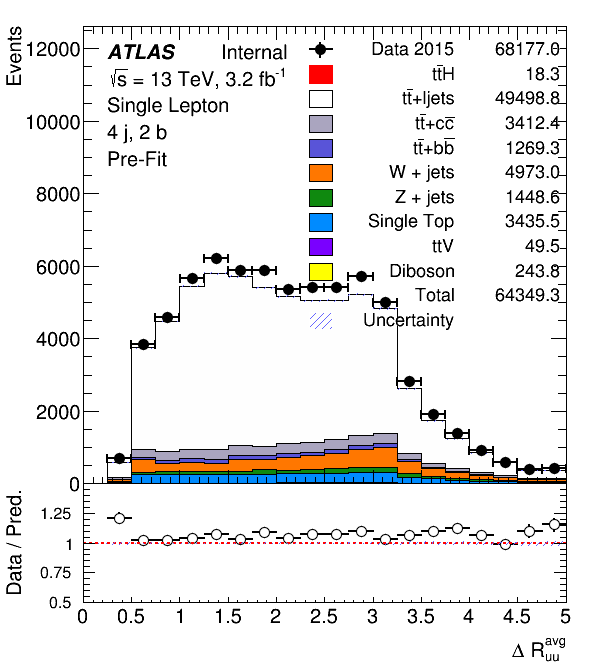 Events
12000
10000
8000
6000
4000
2000
0
ATLAS Internal
√s = 13 TeV, 3.2 fb⁻¹
Single Lepton
4 j, 2 b
Pre-Fit
Data 2015 68177.0
tt̄H 18.3
tt̄+ljets 49498.8
tt̄+cc̄ 3412.4
tt̄+bb̄ 1269.3
W + jets 4973.0
Z + jets 1448.6
Single Top 3435.5
ttV 49.5
Diboson 243.8
Total 64349.3
Uncertainty
Data / Pred.
1.25
1
0.75
0.5
0 0.5 1 1.5 2 2.5 3 3.5 4 4.5 5
Δ R_uu^avg